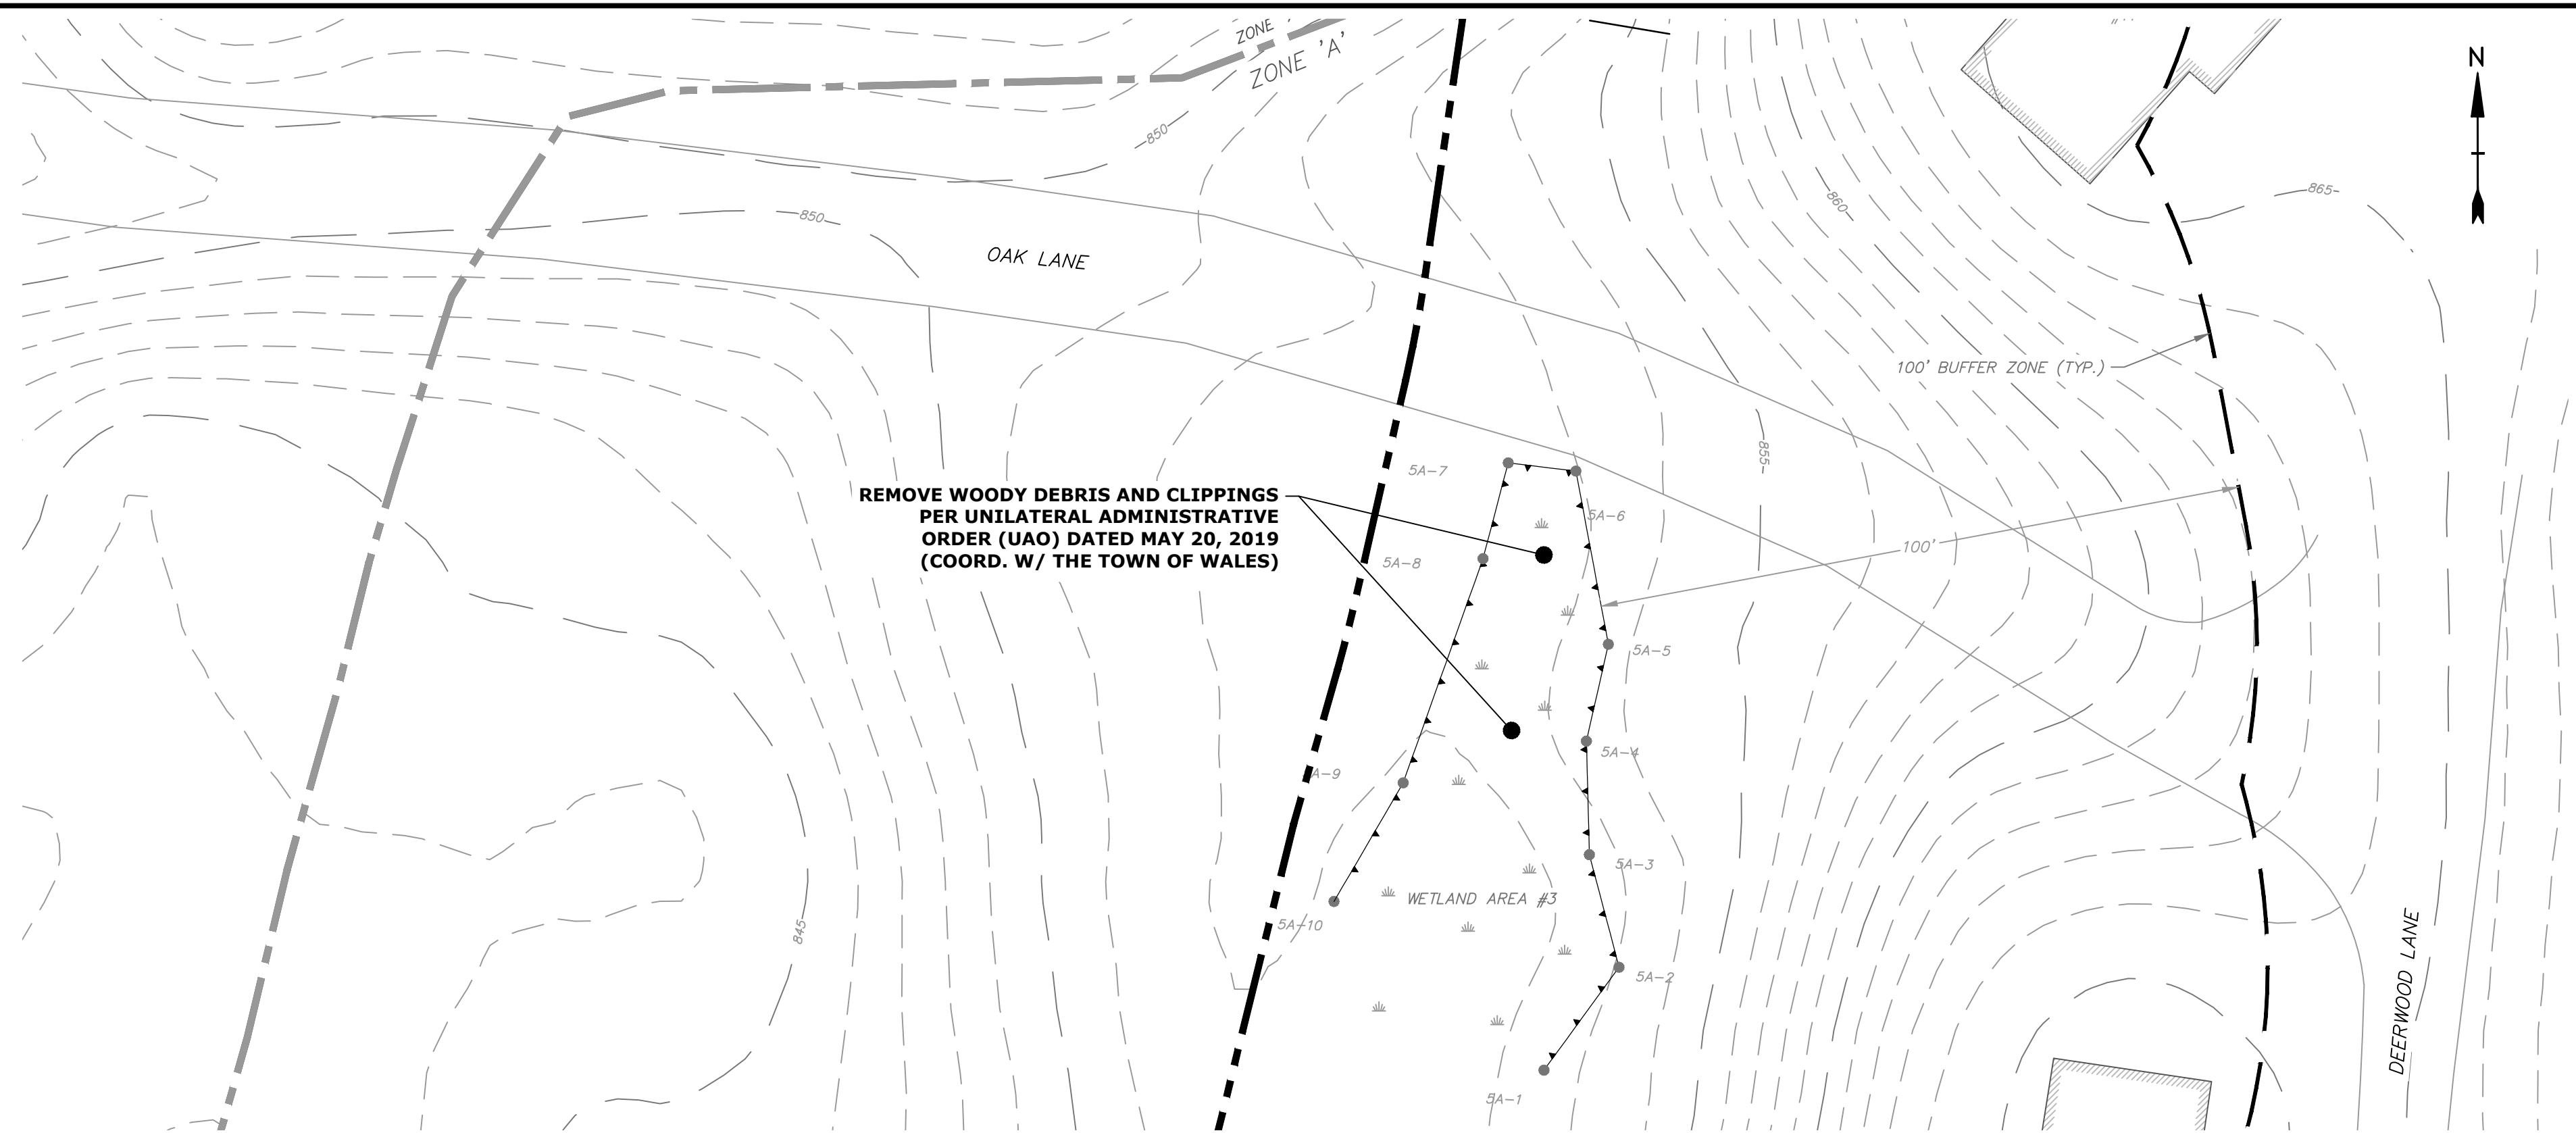 ZONE
ZONE 'A'
N
850
850
860
865
OAK LANE
100' BUFFER ZONE (TYP.)
855
5A-7
REMOVE WOODY DEBRIS AND CLIPPINGS
PER UNILATERAL ADMINISTRATIVE
ORDER (UAO) DATED MAY 20, 2019
(COORD. W/ THE TOWN OF WALES)
5A-6
100'
5A-8
5A-5
5A-4
A-9
5A-3
WETLAND AREA #3
5A-10
845
5A-2
DEERWOOD LANE
5A-1